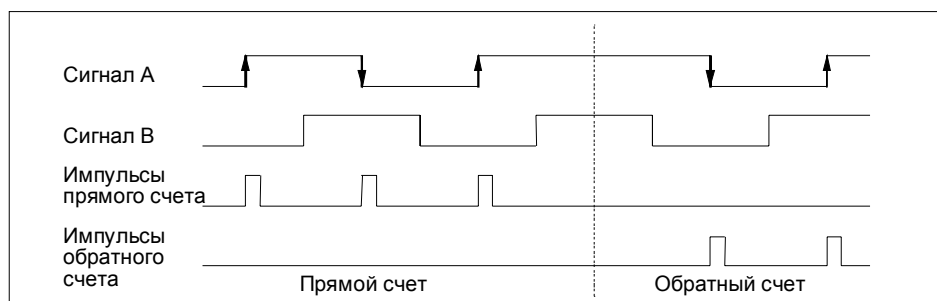 Сигнал A
Сигнал B
Импульсы
прямого счета
Импульсы
обратного
счета
Прямой счет
Обратный счет